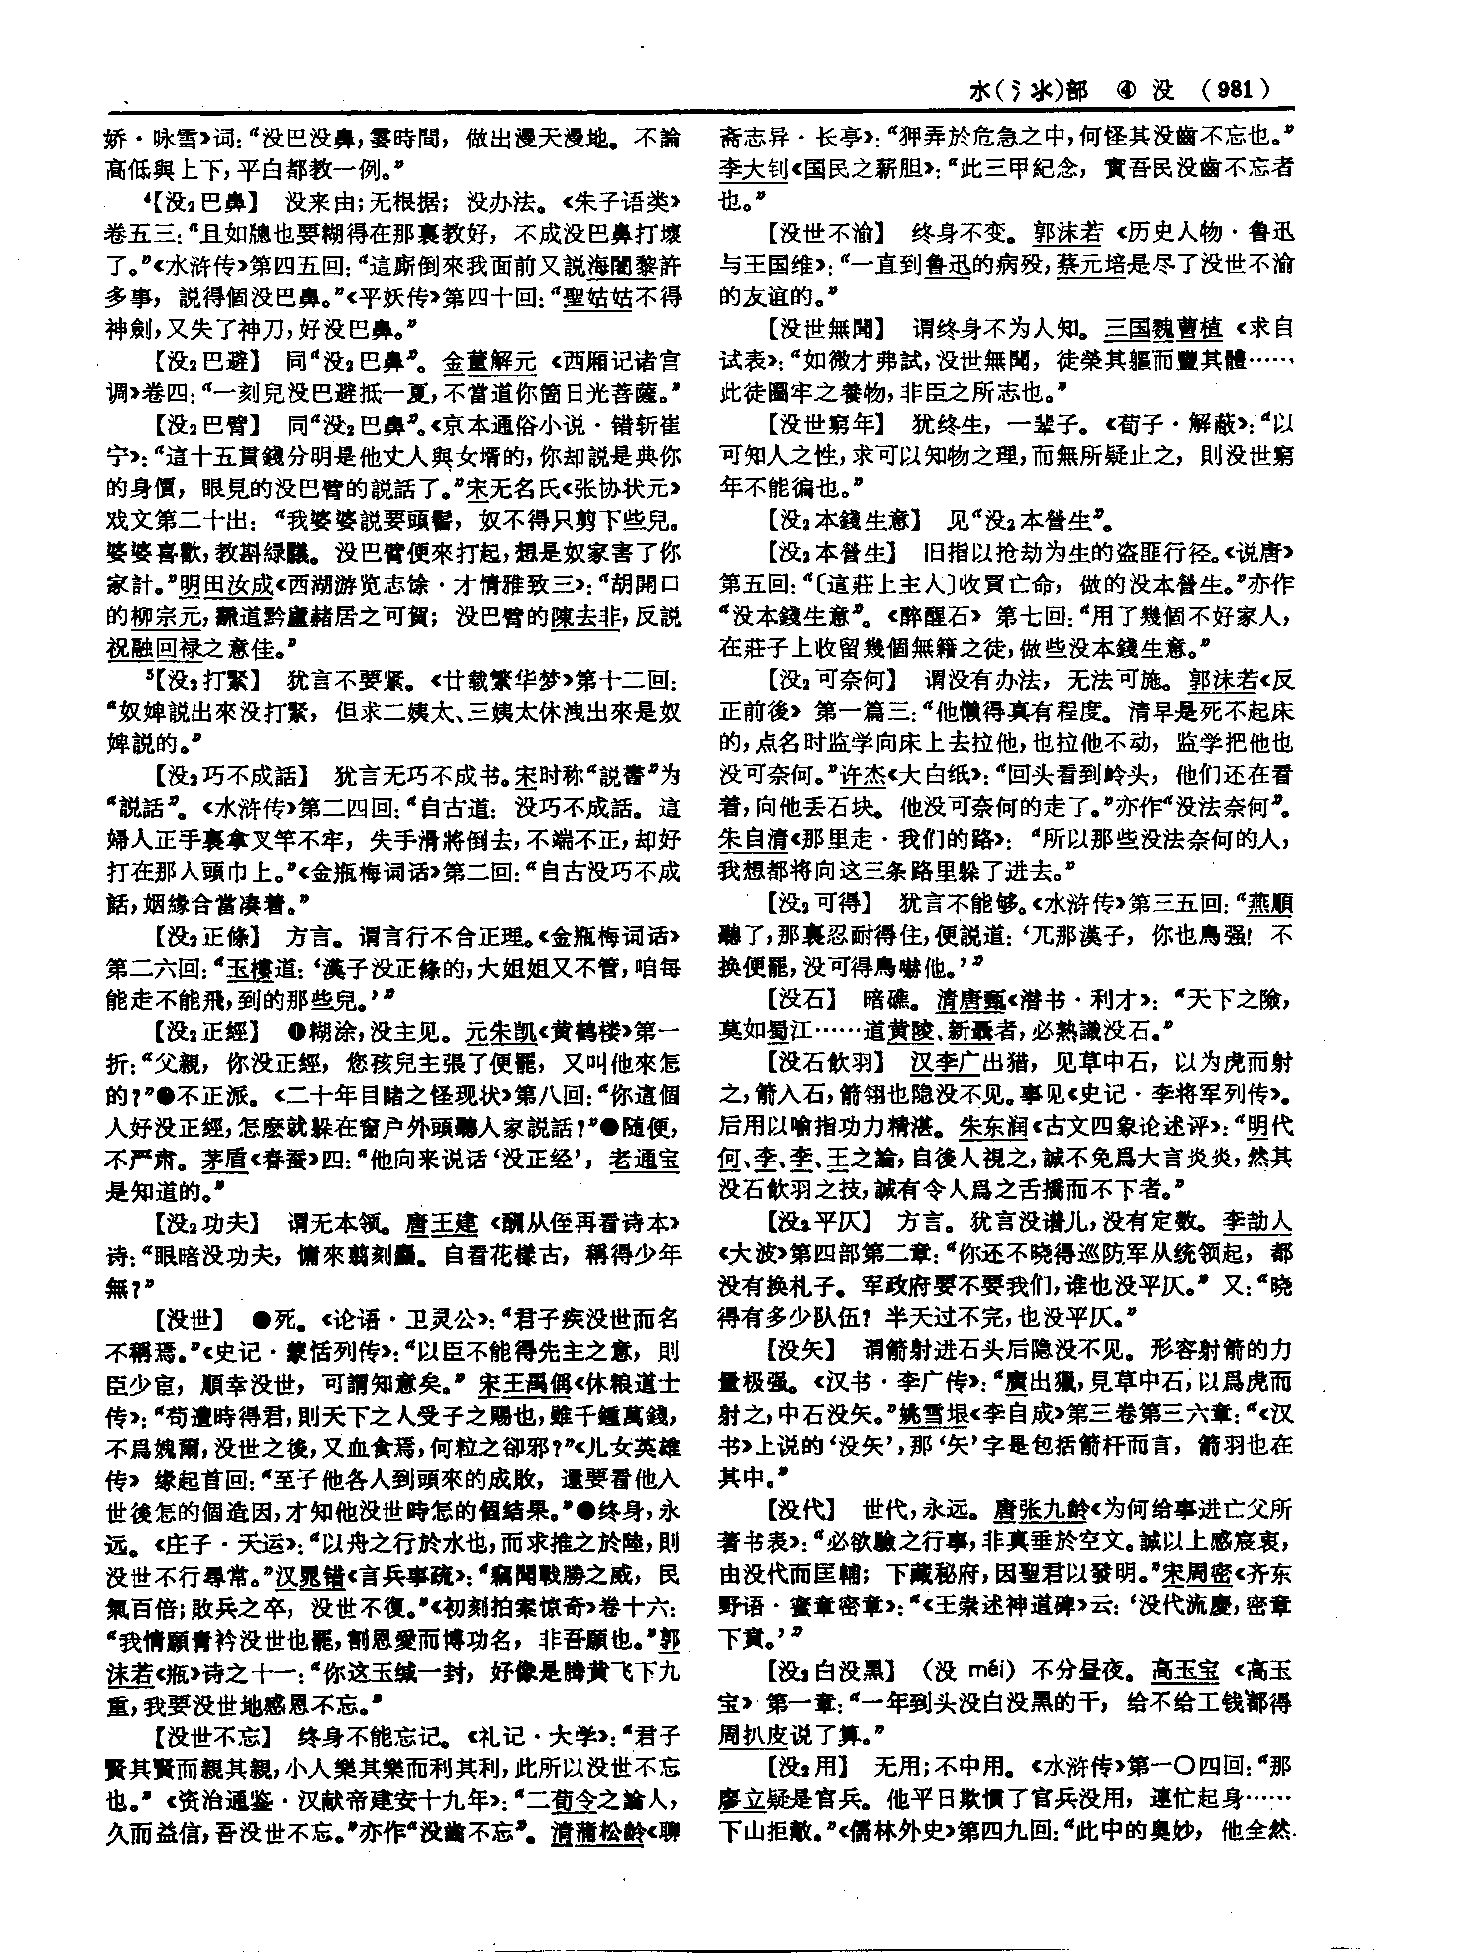 水(氵氺)部　④　没　(981)
娇·咏雪》词：“没巴没鼻，霎時間，做出漫天漫地。不論
高低與上下，平白都教一例。”
⁴【没₂巴鼻】　没来由；无根据；没办法。《朱子语类》
卷五三：“且如牕也要糊得在那裏教好，不成没巴鼻打壞
了。”《水浒传》第四五回：“這廝倒來我面前又説海闍黎許
多事，説得個没巴鼻。”《平妖传》第四十回：“聖姑姑不得
神劍，又失了神刀，好没巴鼻。”
【没₂巴避】　同“没₂巴鼻”。金董解元《西厢记诸宫
调》卷四：“一刻兒没巴避抵一夏，不當道你箇日光菩薩。”
【没₂巴臂】　同“没₂巴鼻”。《京本通俗小说·错斩崔
宁》：“這十五貫錢分明是他丈人與女壻的，你却説是典你
的身價，眼見的没巴臂的説話了。”宋无名氏《张协状元》
戏文第二十出：“我婆婆説要頭髻，奴不得只剪下些兒。
婆婆喜歡，教斟緑醆。没巴臂便來打起，想是奴家害了你
家計。”明田汝成《西湖游览志馀·才情雅致三》：“胡開口
的柳宗元，飜道黔廬赭居之可賀；没巴臂的陳去非，反説
祝融回禄之意佳。”
⁵【没₂打緊】　犹言不要紧。《廿载繁华梦》第十二回：
“奴婢説出來没打緊，但求二姨太、三姨太休洩出來是奴
婢説的。”
【没₂巧不成話】　犹言无巧不成书。宋时称“説書”为
“説話”。《水浒传》第二四回：“自古道：没巧不成話。這
婦人正手裏拿叉竿不牢，失手滑將倒去，不端不正，却好
打在那人頭巾上。”《金瓶梅词话》第二回：“自古没巧不成
話，姻緣合當凑着。”
【没₂正條】　方言。谓言行不合正理。《金瓶梅词话》
第二六回：“玉樓道：‘漢子没正條的，大姐姐又不管，咱每
能走不能飛，到的那些兒。’”
【没₂正經】　❶糊涂，没主见。元朱凯《黄鹤楼》第一
折：“父親，你没正經，您孩兒主張了便罷，又叫他來怎
的？”❷不正派。《二十年目睹之怪现状》第八回：“你這個
人好没正經，怎麽就躲在窗户外頭聽人家説話？”❸随便，
不严肃。茅盾《春蚕》四：“他向来说话‘没正经’，老通宝
是知道的。”
【没₂功夫】　谓无本领。唐王建《酬从侄再看诗本》
诗：“眼暗没功夫，慵來翦刻麤。自看花樣古，稱得少年
無？”
【没世】　❶死。《论语·卫灵公》：“君子疾没世而名
不稱焉。”《史记·蒙恬列传》：“以臣不能得先主之意，則
臣少宦，順幸没世，可謂知意矣。”宋王禹偁《休粮道士
传》：“苟遭時得君，則天下之人受子之賜也，雖千鍾萬錢，
不爲媿爾，没世之後，又血食焉，何粒之卻邪？”《儿女英雄
传》缘起首回：“至于他各人到頭來的成敗，還要看他入
世後怎的個造因，才知他没世時怎的個結果。”❷终身，永
远。《庄子·天运》：“以舟之行於水也，而求推之於陸，則
没世不行尋常。”汉晁错《言兵事疏》：“竊聞戰勝之威，民
氣百倍；敗兵之卒，没世不復。”《初刻拍案惊奇》卷十六：
“我情願青衿没世也罷，割恩愛而博功名，非吾願也。”郭
沫若《瓶》诗之十一：“你这玉缄一封，好像是腾黄飞下九
重，我要没世地感恩不忘。”
【没世不忘】　终身不能忘记。《礼记·大学》：“君子
賢其賢而親其親，小人樂其樂而利其利，此所以没世不忘
也。”《资治通鉴·汉献帝建安十九年》：“二荀令之論人，
久而益信，吾没世不忘。”亦作“没齒不忘”。清蒲松龄《聊
斋志异·长亭》：“狎弄於危急之中，何怪其没齒不忘也。”
李大钊《国民之薪胆》：“此三甲紀念，實吾民没齒不忘者
也。”
【没世不渝】　终身不变。郭沫若《历史人物·鲁迅
与王国维》：“一直到鲁迅的病殁，蔡元培是尽了没世不渝
的友谊的。”
【没世無聞】　谓终身不为人知。三国魏曹植《求自
试表》：“如微才弗試，没世無聞，徒榮其軀而豐其體……，
此徒圈牢之養物，非臣之所志也。”
【没世窮年】　犹终生，一辈子。《荀子·解蔽》：“以
可知人之性，求可以知物之理，而無所疑止之，則没世窮
年不能徧也。”
【没₂本錢生意】　见“没₂本營生”。
【没₂本營生】　旧指以抢劫为生的盗匪行径。《说唐》
第五回：“〔這莊上主人〕收買亡命，做的没本營生。”亦作
“没本錢生意”。《醉醒石》第七回：“用了幾個不好家人，
在莊子上收留幾個無籍之徒，做些没本錢生意。”
【没₂可奈何】　谓没有办法，无法可施。郭沫若《反
正前後》第一篇三：“他懒得真有程度。清早是死不起床
的，点名时监学向床上去拉他，也拉他不动，监学把他也
没可奈何。”许杰《大白纸》：“回头看到岭头，他们还在看
着，向他丢石块。他没可奈何的走了。”亦作“没法奈何”。
朱自清《那里走·我们的路》：“所以那些没法奈何的人，
我想都将向这三条路里躲了进去。”
【没₂可得】　犹言不能够。《水浒传》第三五回：“燕順
聽了，那裏忍耐得住，便説道：‘兀那漢子，你也鳥强！不
换便罷，没可得鳥嚇他。’”
【没石】　暗礁。清唐甄《潜书·利才》：“天下之險，
莫如蜀江……道黄陵、新聶者，必熟識没石。”
【没石飲羽】　汉李广出猎，见草中石，以为虎而射
之，箭入石，箭翎也隐没不见。事见《史记·李将军列传》。
后用以喻指功力精湛。朱东润《古文四象论述评》：“明代
何、李、李、王之論，自後人視之，誠不免爲大言炎炎，然其
没石飲羽之技，誠有令人爲之舌撟而不下者。”
【没₂平仄】　方言。犹言没谱儿，没有定数。李劼人
《大波》第四部第二章：“你还不晓得巡防军从统领起，都
没有换札子。军政府要不要我们，谁也没平仄。”又：“晓
得有多少队伍？半天过不完，也没平仄。”
【没矢】　谓箭射进石头后隐没不见。形容射箭的力
量极强。《汉书·李广传》：“廣出獵，見草中石，以爲虎而
射之，中石没矢。”姚雪垠《李自成》第三卷第三六章：“《汉
书》上说的‘没矢’，那‘矢’字是包括箭杆而言，箭羽也在
其中。”
【没代】　世代，永远。唐张九龄《为何给事进亡父所
著书表》：“必欲驗之行事，非真垂於空文。誠以上感宸衷，
由没代而匡輔；下藏秘府，因聖君以發明。”宋周密《齐东
野语·蜜章密章》：“《王崇述神道碑》云：‘没代流慶，密章
下賁。’”
【没₂白没黑】（没 méi）不分昼夜。高玉宝《高玉
宝》第一章：“一年到头没白没黑的干，给不给工钱都得
周扒皮说了算。”
【没₂用】　无用；不中用。《水浒传》第一〇四回：“那
廖立疑是官兵。他平日欺慣了官兵没用，連忙起身……
下山拒敵。”《儒林外史》第四九回：“此中的奥妙，他全然